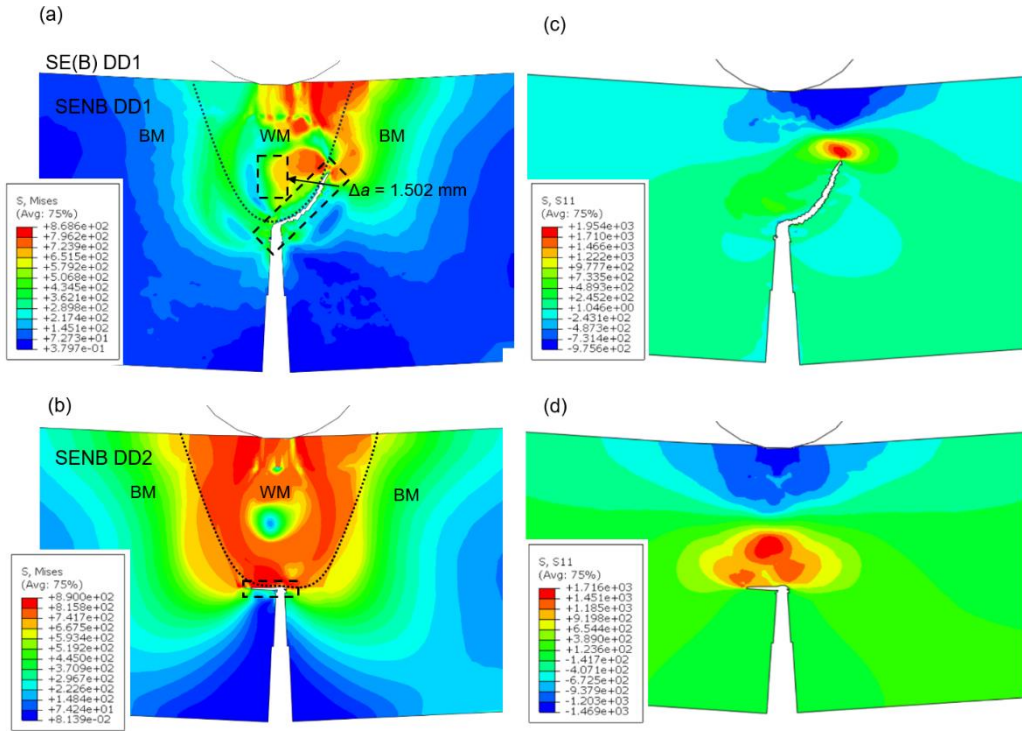 (a)
SE(B) DD1
SENB DD1
BM
WM
BM
Δa = 1.502 mm
S, Mises
(Avg: 75%)
+8.686e+02
+7.962e+02
+7.239e+02
+6.515e+02
+5.792e+02
+5.068e+02
+4.345e+02
+3.621e+02
+2.898e+02
+2.174e+02
+1.451e+02
+7.273e+01
+3.797e-01
(c)
S, S11
(Avg: 75%)
+1.954e+03
+1.710e+03
+1.466e+03
+1.222e+03
+9.777e+02
+7.335e+02
+4.893e+02
+2.452e+02
+1.046e+00
-2.431e+02
-4.873e+02
-7.314e+02
-9.756e+02
(b)
SENB DD2
BM
WM
BM
S, Mises
(Avg: 75%)
+8.900e+02
+8.158e+02
+7.417e+02
+6.675e+02
+5.934e+02
+5.192e+02
+4.450e+02
+3.709e+02
+2.967e+02
+2.226e+02
+1.484e+02
+7.424e+01
+8.139e-02
(d)
S, S11
(Avg: 75%)
+1.716e+03
+1.451e+03
+1.185e+03
+9.198e+02
+6.544e+02
+3.890e+02
+1.236e+02
-1.417e+02
-4.071e+02
-6.725e+02
-9.379e+02
-1.203e+03
-1.469e+03